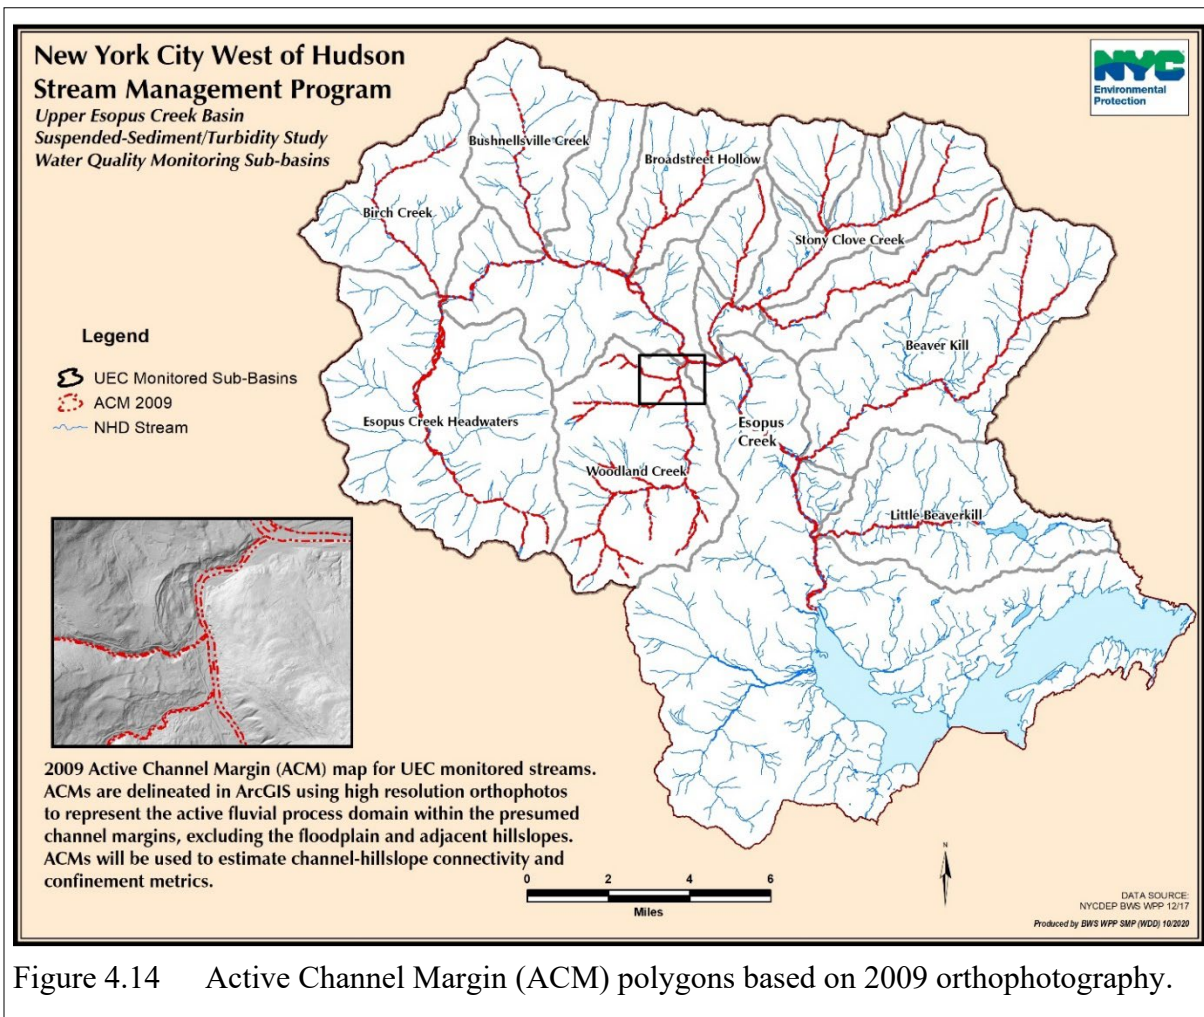 New York City West of Hudson
Stream Management Program
Upper Esopus Creek Basin
Suspended-Sediment/Turbidity Study
Water Quality Monitoring Sub-basins
NYC
Environmental
Protection
Bushnellsville Creek
Broadstreet Hollow
Birch Creek
Stony Clove Creek
Beaver Kill
Esopus Creek Headwaters
Esopus
Creek
Woodland Creek
Little Beaverkill
Legend
UEC Monitored Sub-Basins
ACM 2009
NHD Stream
2009 Active Channel Margin (ACM) map for UEC monitored streams.
ACMs are delineated in ArcGIS using high resolution orthophotos
to represent the active fluvial process domain within the presumed
channel margins, excluding the floodplain and adjacent hillslopes.
ACMs will be used to estimate channel-hillslope connectivity and
confinement metrics.
0 2 4 6
Miles
N
DATA SOURCE:
NYCDEP BWS WPP 12/17
Produced by BWS WPP SMP (WDD) 10/2020
Figure 4.14 Active Channel Margin (ACM) polygons based on 2009 orthophotography.